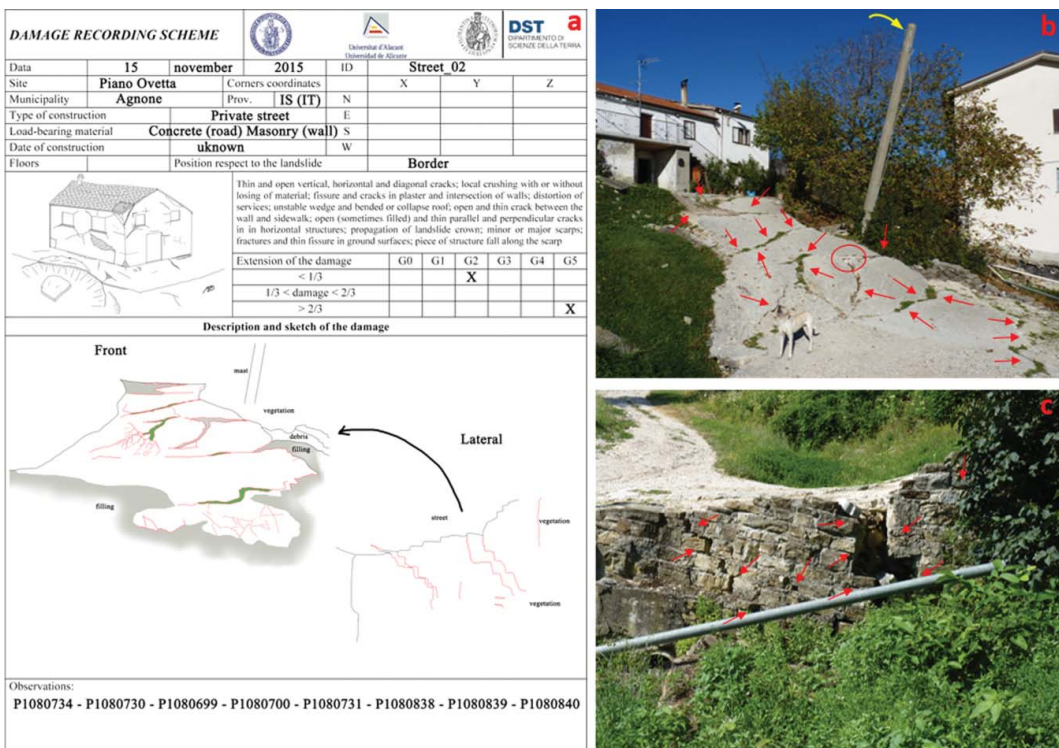 DAMAGE RECORDING SCHEME
Universitat d'Alacant
Universidad de Alicante
DST
DIPARTIMENTO DI
SCIENZE DELLA TERRA
a
Data 15 november 2015 ID Street_02
Site Piano Ovetta Corners coordinates X Y Z
Municipality Agnone Prov. IS (IT) N
Type of construction Private street E
Load-bearing material Concrete (road) Masonry (wall) S
Date of construction uknown W
Floors Position respect to the landslide Border
Thin and open vertical, horizontal and diagonal cracks; local crushing with or without
losing of material; fissure and cracks in plaster and intersection of walls; distortion of
services; unstable wedge and bended or collapse roof; open and thin crack between the
wall and sidewalk; open (sometimes filled) and thin parallel and perpendicular cracks
in in horizontal structures; propagation of landslide crown; minor or major scarps;
fractures and thin fissure in ground surfaces; piece of structure fall along the scarp
Extension of the damage G0 G1 G2 G3 G4 G5
< 1/3 X
1/3 < damage < 2/3
> 2/3 X
Description and sketch of the damage
Front
mast
vegetation
debris
filling
Lateral
filling
street
vegetation
vegetation
Observations:
P1080734 - P1080730 - P1080699 - P1080700 - P1080731 - P1080838 - P1080839 - P1080840
b
c